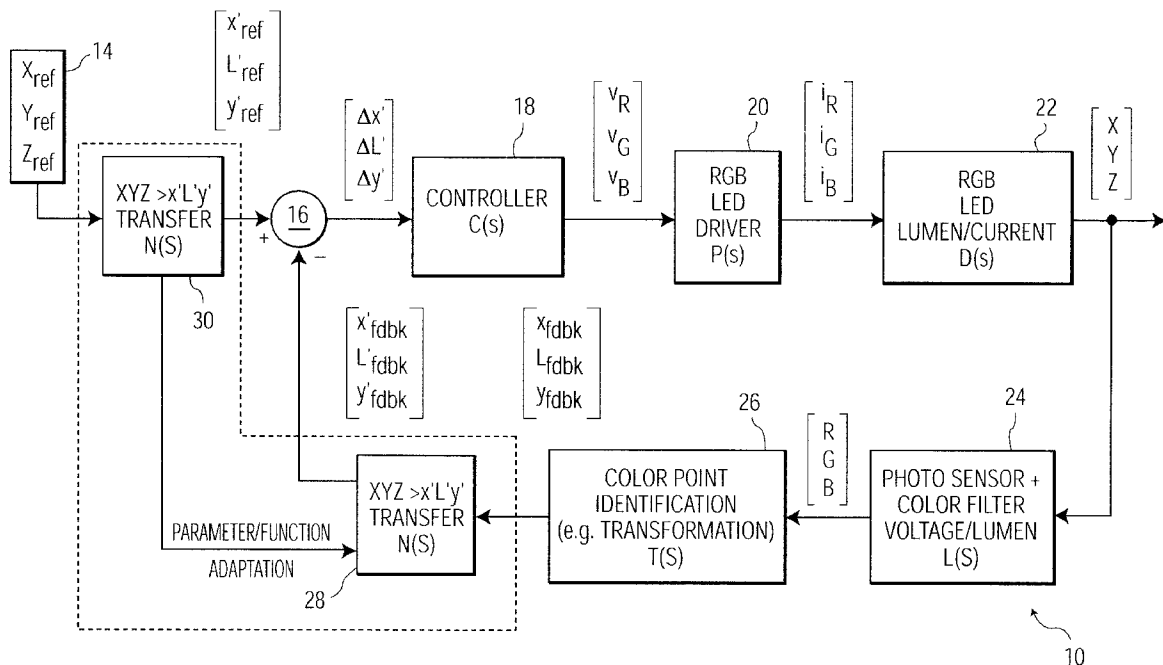 14
X_ref
Y_ref
Z_ref
x'_ref
L'_ref
y'_ref
XYZ >x'L'y'
TRANSFER
N(S)
30
16
+
−
Δx'
ΔL'
Δy'
18
CONTROLLER
C(s)
v_R
v_G
v_B
20
RGB
LED
DRIVER
P(s)
i_R
i_G
i_B
22
RGB
LED
LUMEN/CURRENT
D(s)
X
Y
Z
x'_fdbk
L'_fdbk
y'_fdbk
x_fdbk
L_fdbk
y_fdbk
26
COLOR POINT
IDENTIFICATION
(e.g. TRANSFORMATION)
T(S)
R
G
B
24
PHOTO SENSOR +
COLOR FILTER
VOLTAGE/LUMEN
L(S)
XYZ >x'L'y'
TRANSFER
N(S)
28
PARAMETER/FUNCTION
ADAPTATION
10